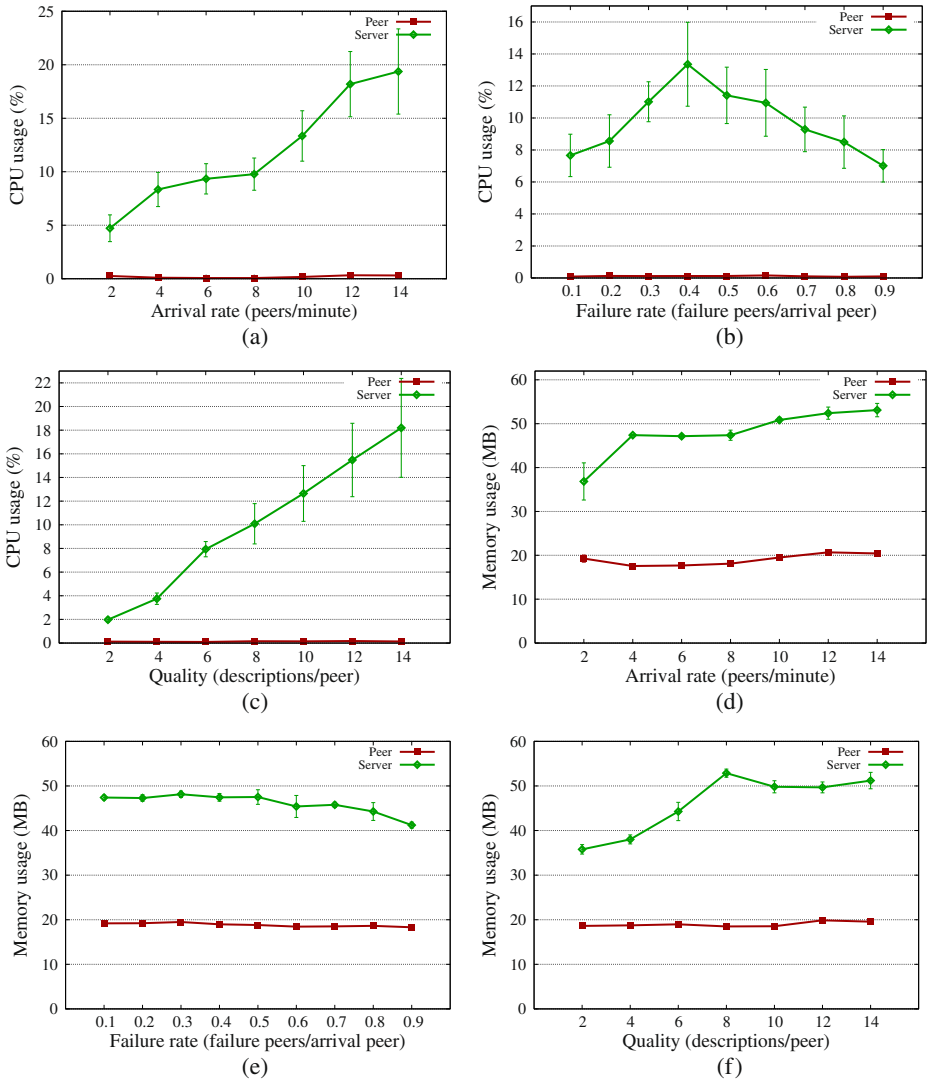 25
20
15
10
5
0
CPU usage (%)
Peer
Server
2 4 6 8 10 12 14
Arrival rate (peers/minute)
(a)
16
14
12
10
8
6
4
2
0
CPU usage (%)
Peer
Server
0.1 0.2 0.3 0.4 0.5 0.6 0.7 0.8 0.9
Failure rate (failure peers/arrival peer)
(b)
22
20
18
16
14
12
10
8
6
4
2
0
CPU usage (%)
Peer
Server
2 4 6 8 10 12 14
Quality (descriptions/peer)
(c)
60
50
40
30
20
10
0
Memory usage (MB)
Peer
Server
2 4 6 8 10 12 14
Arrival rate (peers/minute)
(d)
60
50
40
30
20
10
0
Memory usage (MB)
Peer
Server
0.1 0.2 0.3 0.4 0.5 0.6 0.7 0.8 0.9
Failure rate (failure peers/arrival peer)
(e)
60
50
40
30
20
10
0
Memory usage (MB)
Peer
Server
2 4 6 8 10 12 14
Quality (descriptions/peer)
(f)